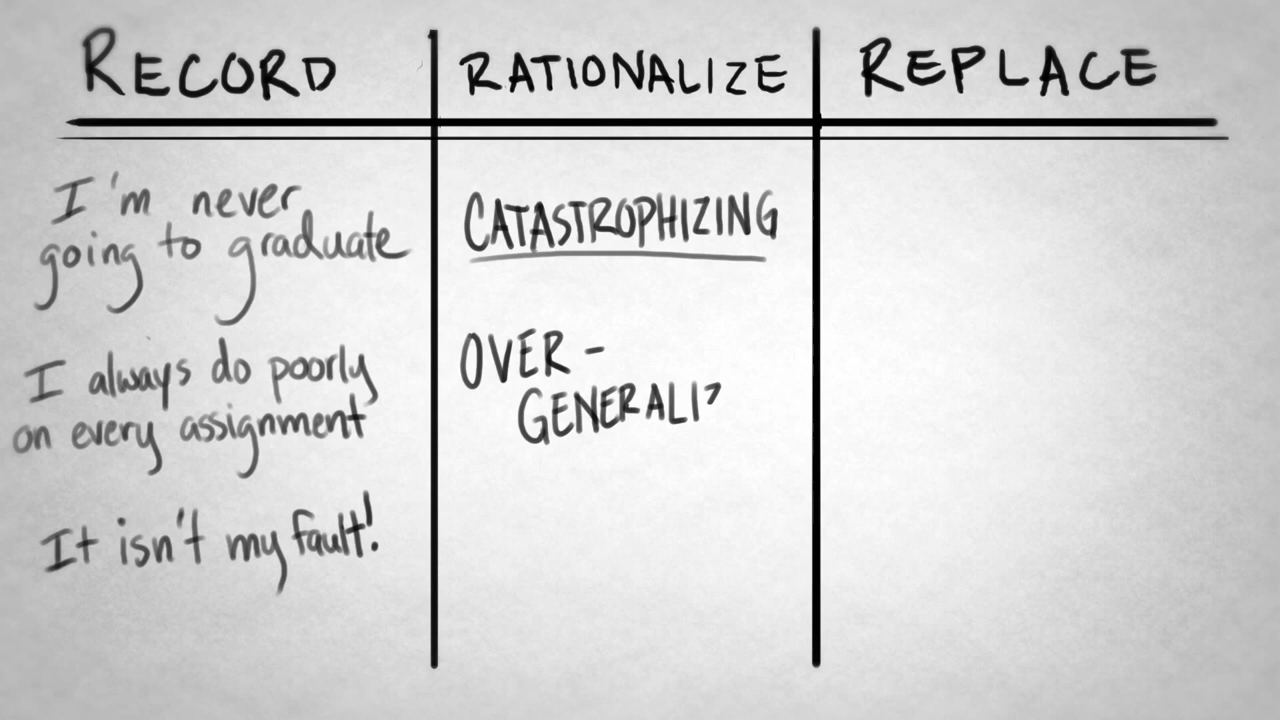 RECORD RATIONALIZE REPLACE
I'm never
going to graduate
CATASTROPHIZING
I always do poorly
on every assignment
OVER -
GENERALI
It isn't my fault!